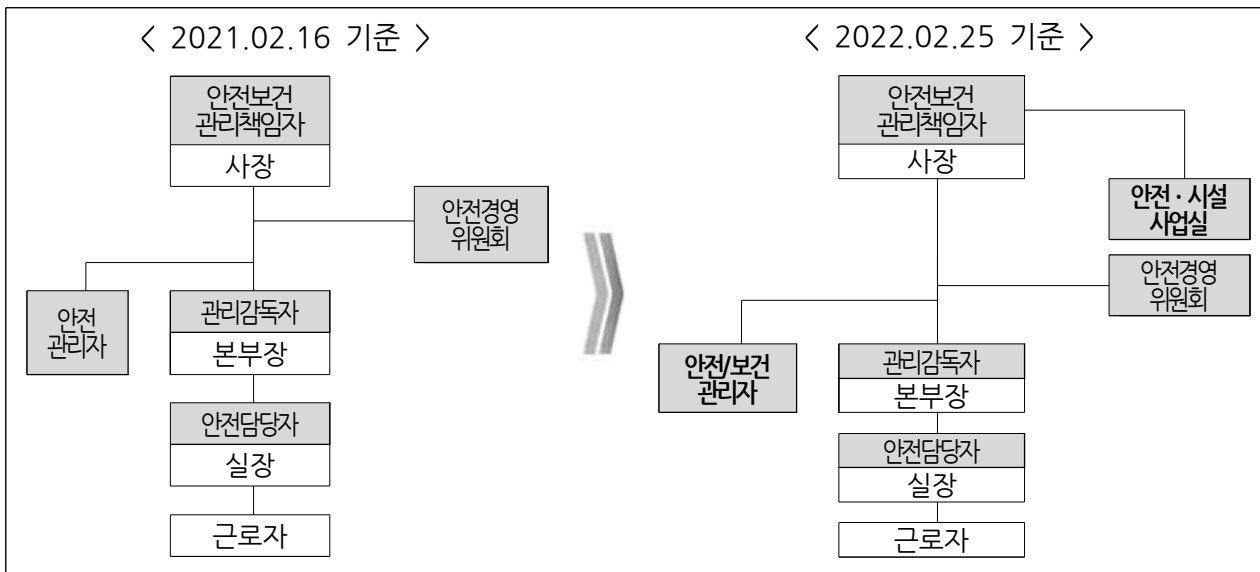 < 2021.02.16 기준 >
안전보건
관리책임자
사장
안전경영
위원회
안전
관리자
관리감독자
본부장
안전담당자
실장
근로자
< 2022.02.25 기준 >
안전보건
관리책임자
사장
안전·시설
사업실
안전경영
위원회
안전/보건
관리자
관리감독자
본부장
안전담당자
실장
근로자